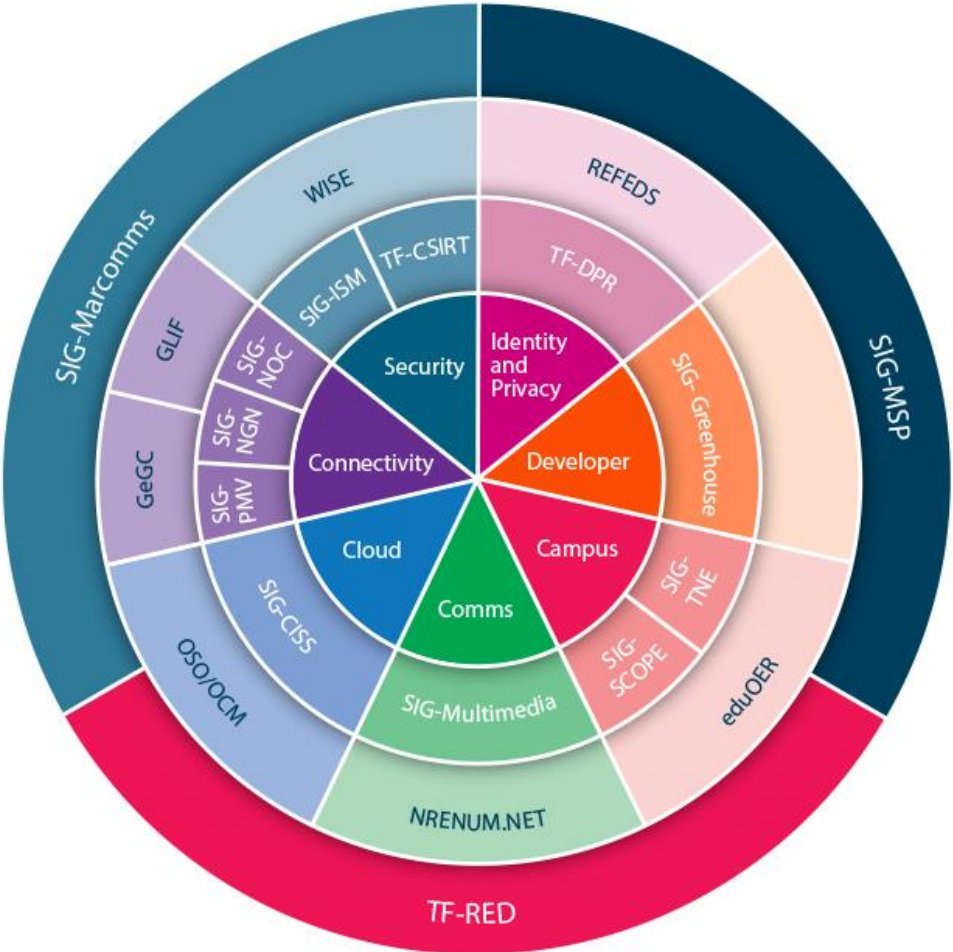 SIG-Marcomms
SIG-MSP
TF-RED
WISE
REFEDS
eduOER
NRENUM.NET
OSO/OCM
GeGC
GLIF
SIG-ISM
TF-CSIRT
TF-DPR
SIG- Greenhouse
SIG-
TNE
SIG-
SCOPE
SIG-Multimedia
SIG-CISS
SIG-
PMV
SIG-
NGN
SIG-
NOC
Security
Identity
and
Privacy
Developer
Campus
Comms
Cloud
Connectivity